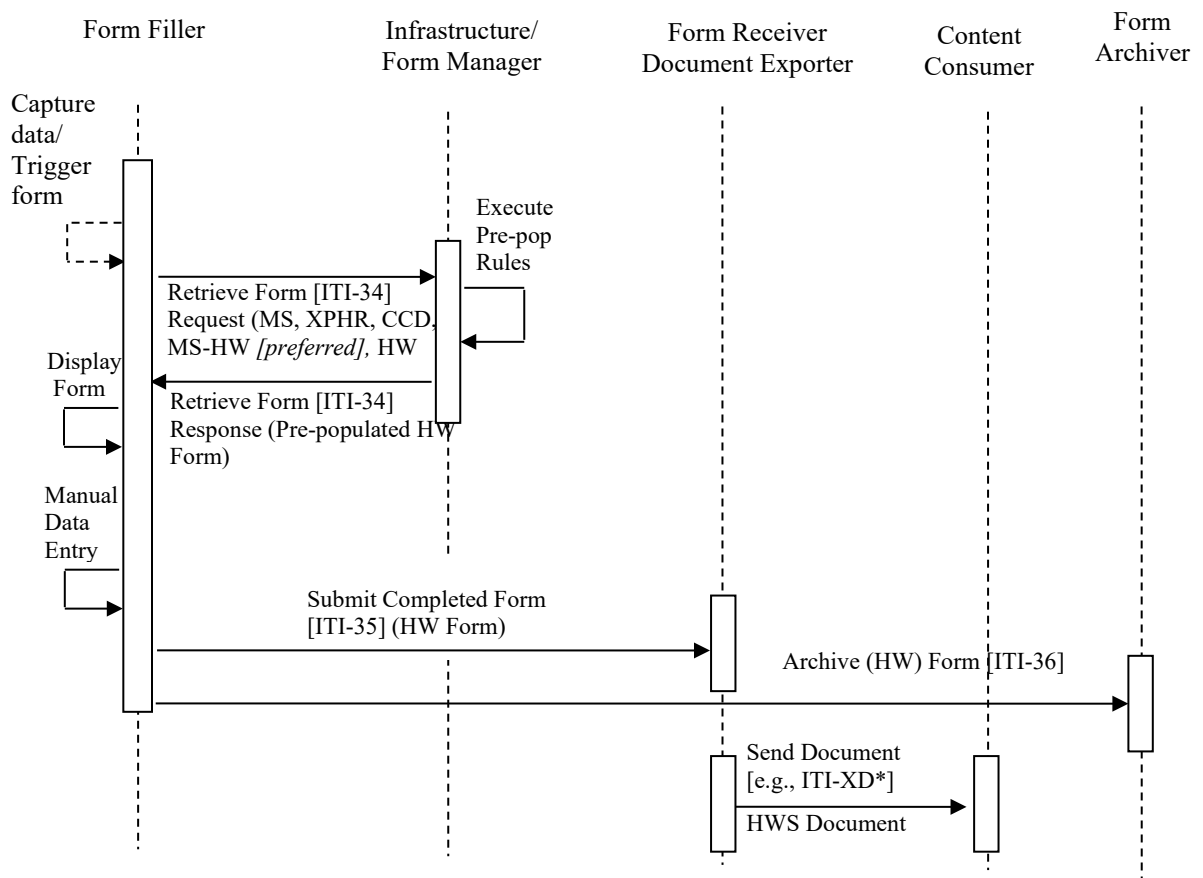 Form Filler
Infrastructure/
Form Manager
Form Receiver
Document Exporter
Content
Consumer
Form
Archiver
Capture
data/
Trigger
form
Execute
Pre-pop
Rules
Retrieve Form [ITI-34]
Request (MS, XPHR, CCD,
MS-HW [preferred], HW
Display
Form
Retrieve Form [ITI-34]
Response (Pre-populated HW
Form)
Manual
Data
Entry
Submit Completed Form
[ITI-35] (HW Form)
Archive (HW) Form [ITI-36]
Send Document
[e.g., ITI-XD*]
HWS Document